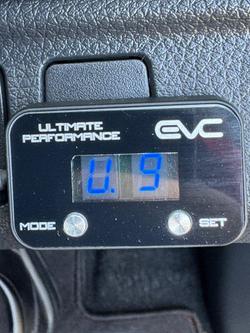 ULTIMATE
PERFORMANCE
EVC
U. 9
MODE
SET